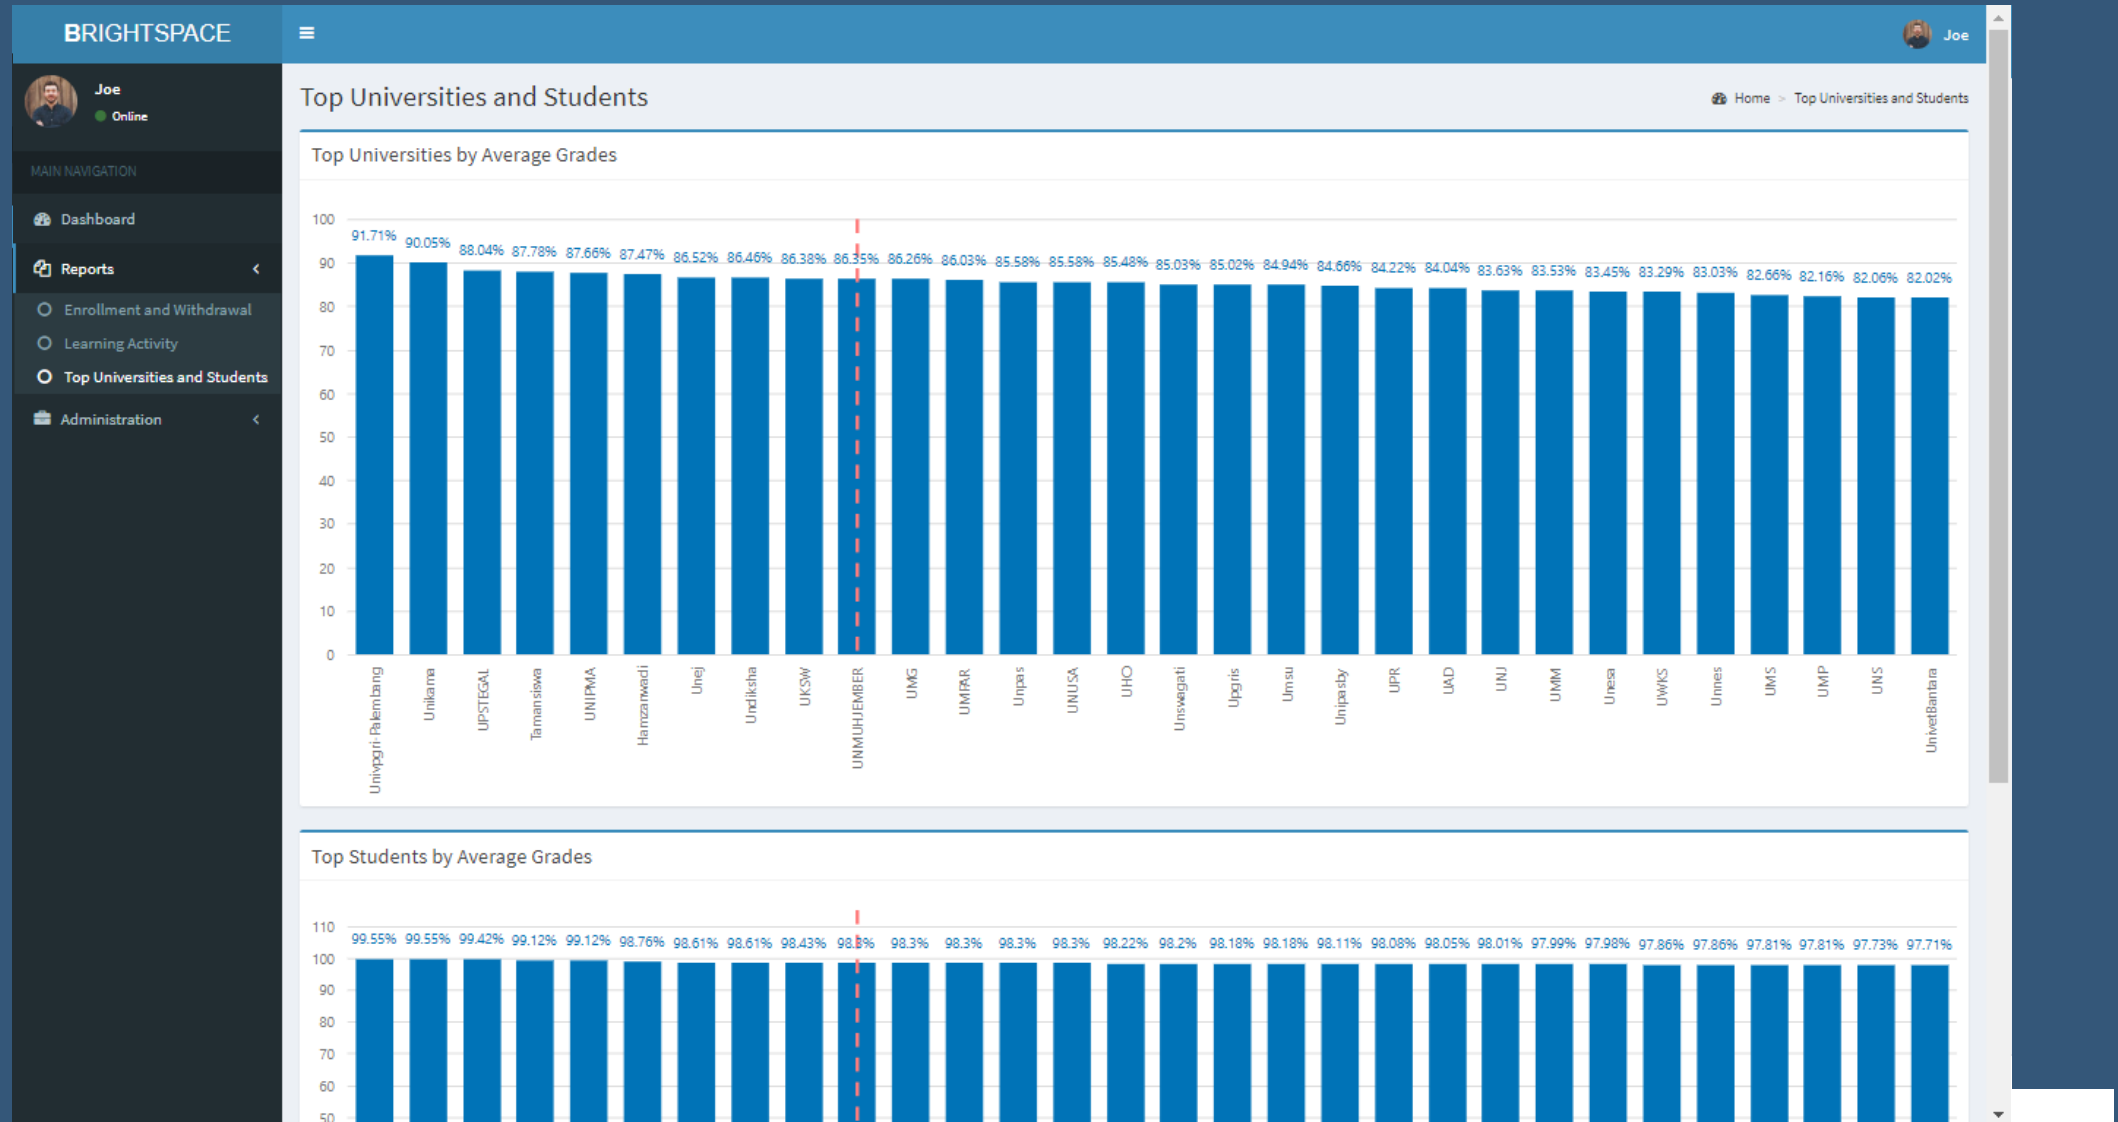 BRIGHTSPACE
Joe
Joe
Online
MAIN NAVIGATION
Dashboard
Reports
Enrollment and Withdrawal
Learning Activity
Top Universities and Students
Administration
Top Universities and Students
Home > Top Universities and Students
Top Universities by Average Grades
100
90
80
70
60
50
40
30
20
10
0
91.71% 90.05% 88.04% 87.78% 87.66% 87.47% 86.52% 86.46% 86.38% 86.35% 86.26% 86.03% 85.58% 85.58% 85.48% 85.03% 85.02% 84.94% 84.66% 84.22% 84.04% 83.63% 83.53% 83.45% 83.29% 83.03% 82.66% 82.16% 82.06% 82.02%
Univpgri-Palembang
Unikama
UPSTEGAL
Tamansiswa
UNIPMA
Hamzanwadi
Unej
Undiksha
UKSW
UNMUHJEMBER
UMG
UMPAR
Unpas
UNUSA
UHO
Unswagati
Upgris
Umsu
Unipasby
UPR
UAD
UNJ
UMM
Unesa
UWKS
Unnes
UMS
UMP
UNS
UnivetBantara
Top Students by Average Grades
110
100
90
80
70
60
50
99.55% 99.55% 99.42% 99.12% 99.12% 98.76% 98.61% 98.61% 98.43% 98.3% 98.3% 98.3% 98.3% 98.3% 98.22% 98.2% 98.18% 98.18% 98.11% 98.08% 98.05% 98.01% 97.99% 97.98% 97.86% 97.86% 97.81% 97.81% 97.73% 97.71%